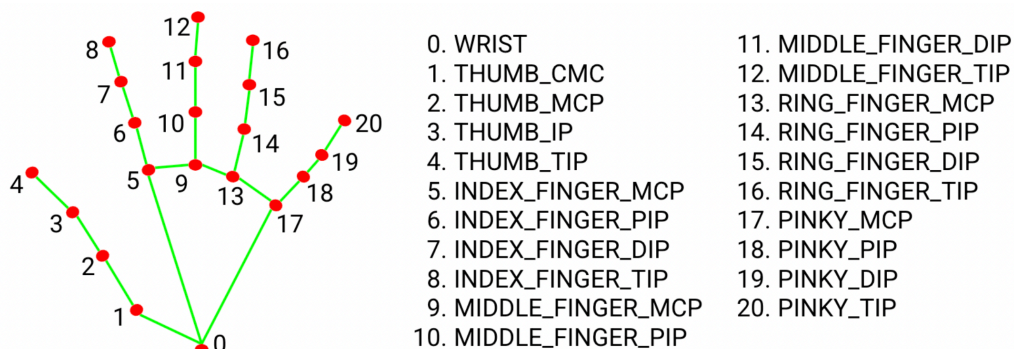 12
8
16
11
7
15
10
6
20
14
19
4
5
9
13
18
3
17
2
1
0
0. WRIST
1. THUMB_CMC
2. THUMB_MCP
3. THUMB_IP
4. THUMB_TIP
5. INDEX_FINGER_MCP
6. INDEX_FINGER_PIP
7. INDEX_FINGER_DIP
8. INDEX_FINGER_TIP
9. MIDDLE_FINGER_MCP
10. MIDDLE_FINGER_PIP
11. MIDDLE_FINGER_DIP
12. MIDDLE_FINGER_TIP
13. RING_FINGER_MCP
14. RING_FINGER_PIP
15. RING_FINGER_DIP
16. RING_FINGER_TIP
17. PINKY_MCP
18. PINKY_PIP
19. PINKY_DIP
20. PINKY_TIP